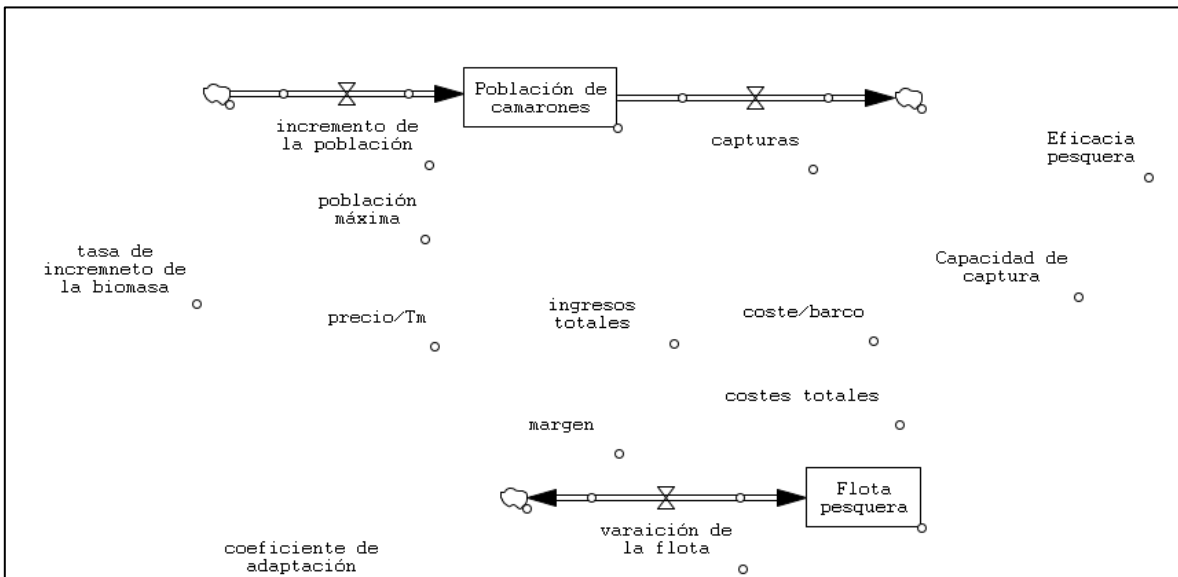 Población de
camarones
incremento de
la población
capturas
Eficacia
pesquera
población
máxima
tasa de
incremneto de
la biomasa
Capacidad de
captura
precio/Tm
ingresos
totales
coste/barco
costes totales
margen
Flota
pesquera
varaición de
la flota
coeficiente de
adaptación